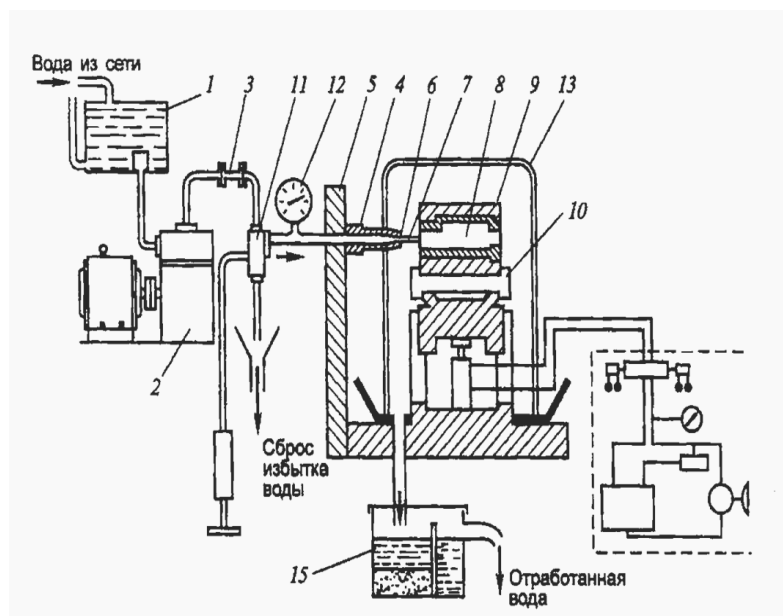 Вода из сети
1
3
11
12
5
4
6
7
8
9
13
10
2
Сброс
избытка
воды
15
Отработанная
вода